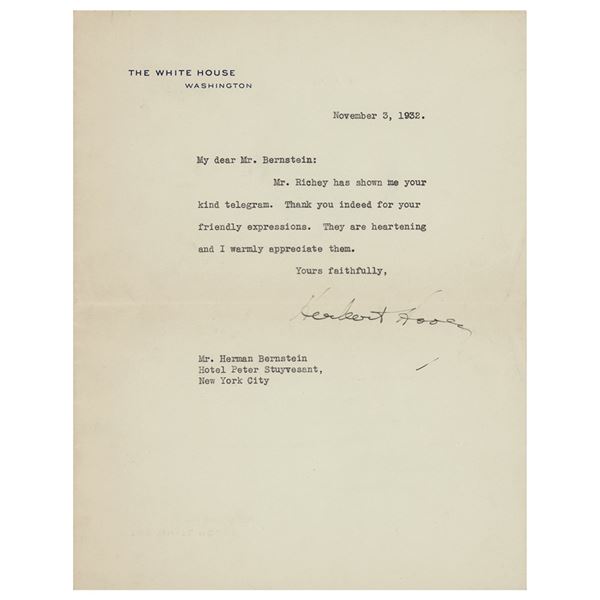 THE WHITE HOUSE
WASHINGTON
November 3, 1932.
My dear Mr. Bernstein:
Mr. Richey has shown me your
kind telegram. Thank you indeed for your
friendly expressions. They are heartening
and I warmly appreciate them.
Yours faithfully,
Herbert Hoover
Mr. Herman Bernstein
Hotel Peter Stuyvesant,
New York City